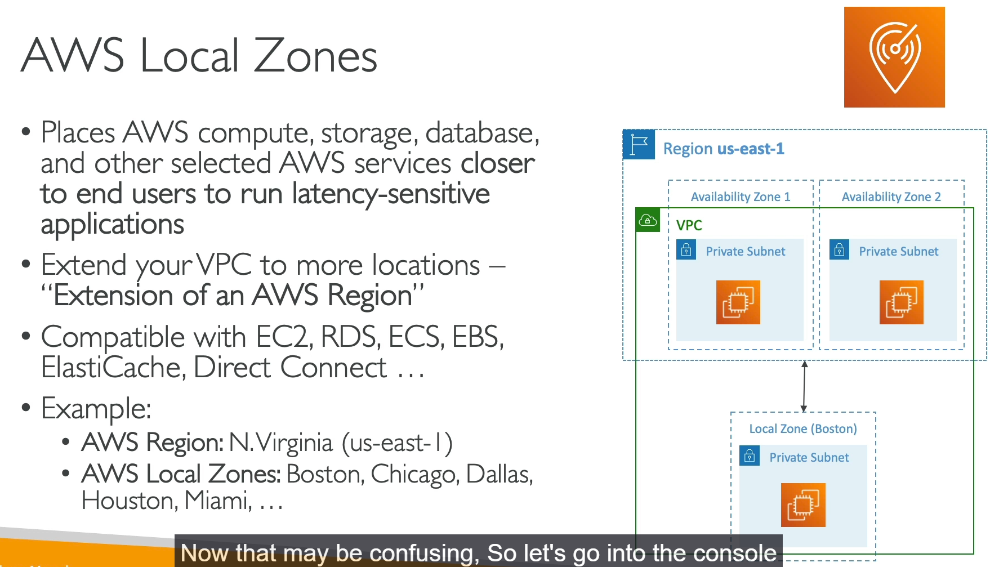 AWS Local Zones
• Places AWS compute, storage, database,
and other selected AWS services closer
to end users to run latency-sensitive
applications
• Extend your VPC to more locations –
“Extension of an AWS Region”
• Compatible with EC2, RDS, ECS, EBS,
ElastiCache, Direct Connect …
• Example:
• AWS Region: N. Virginia (us-east-1)
• AWS Local Zones: Boston, Chicago, Dallas,
Houston, Miami, …
Region us-east-1
Availability Zone 1
Availability Zone 2
VPC
Private Subnet
Private Subnet
Local Zone (Boston)
Private Subnet
Now that may be confusing, So let's go into the console